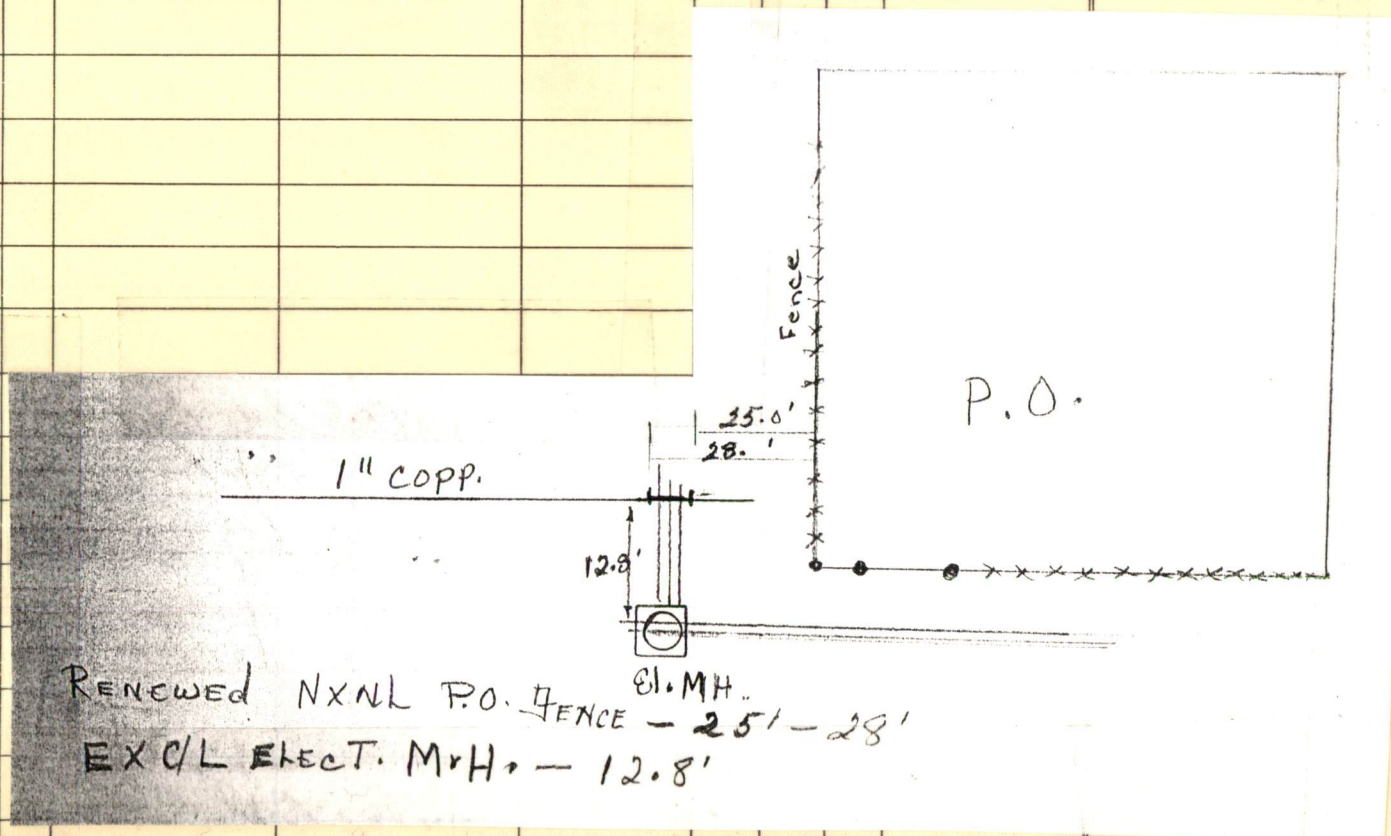 Fence
P.O.
25.0'
28.'
1" COPP.
12.8'
El. MH.
RENEWED NXNL P.O. FENCE - 25' - 28'
EX C/L ELECT. M.H. - 12.8'